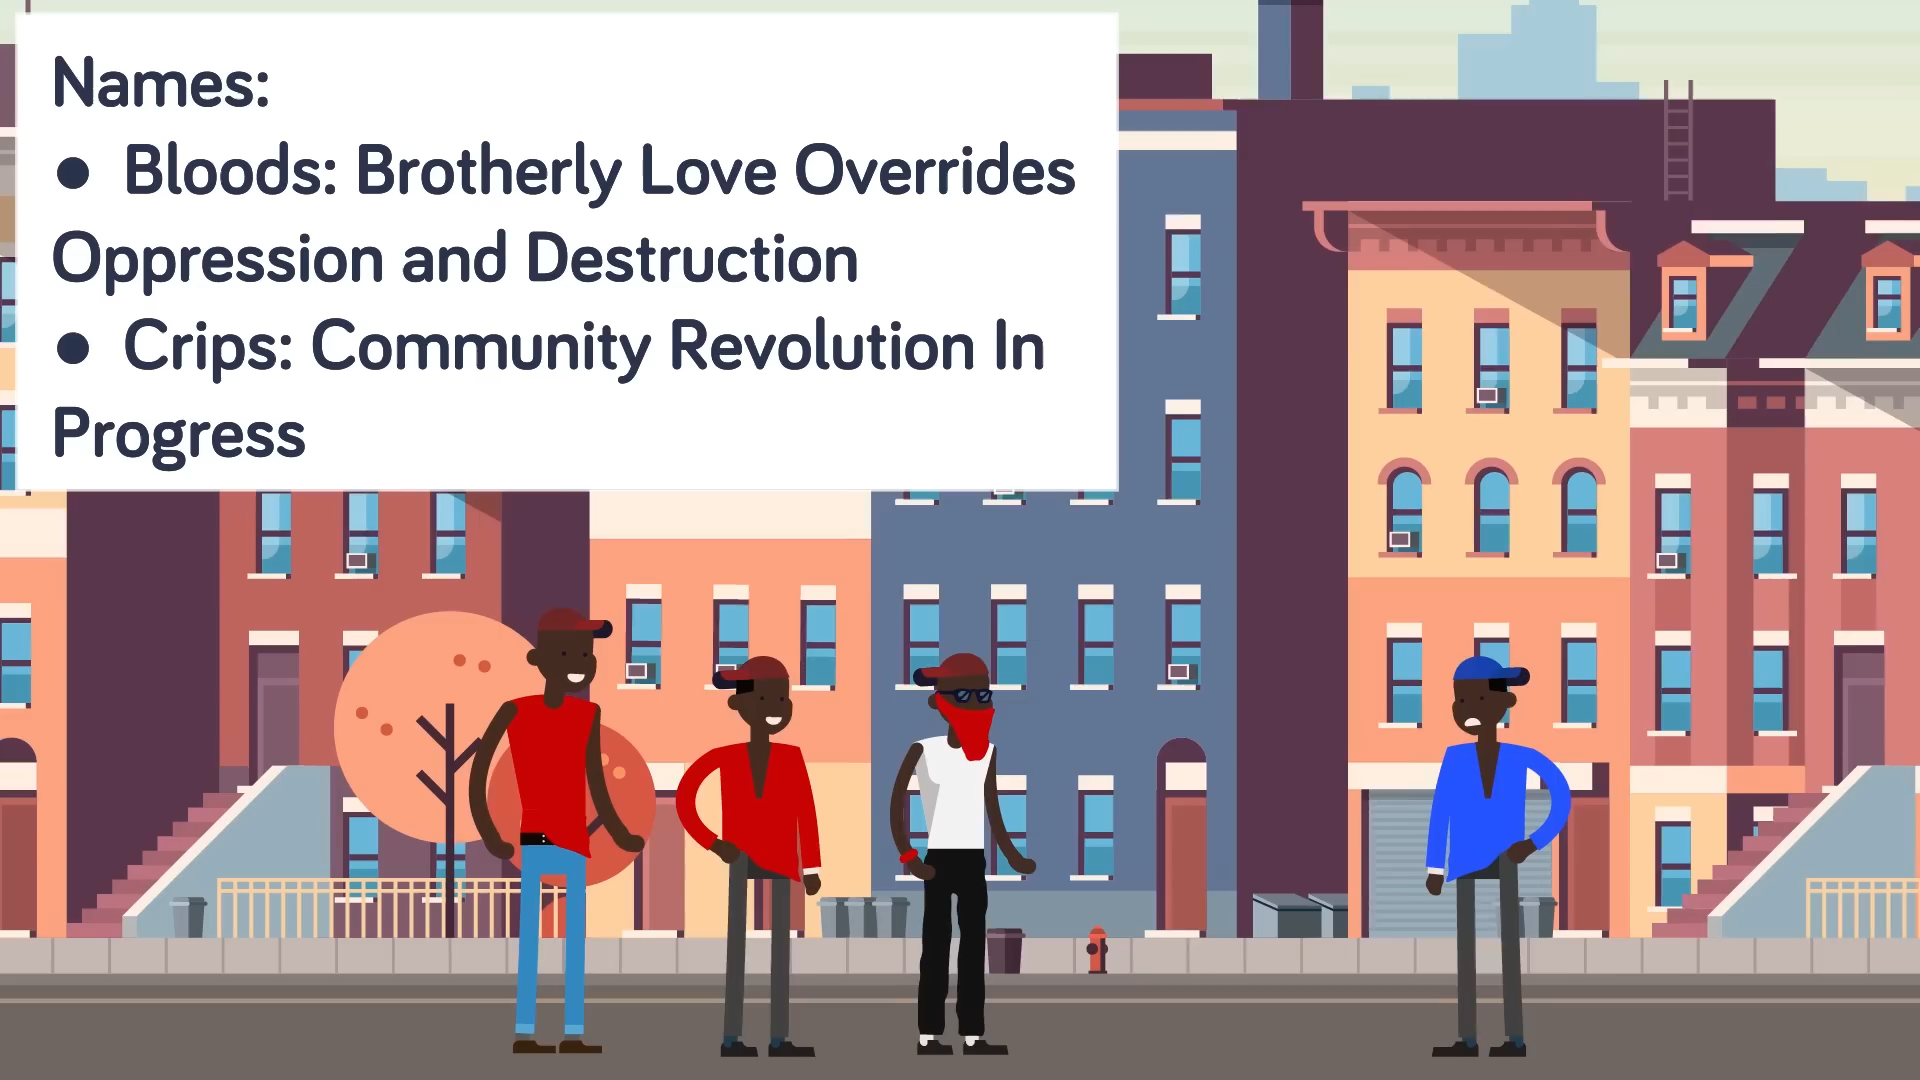 Names:
● Bloods: Brotherly Love Overrides
Oppression and Destruction
● Crips: Community Revolution In
Progress